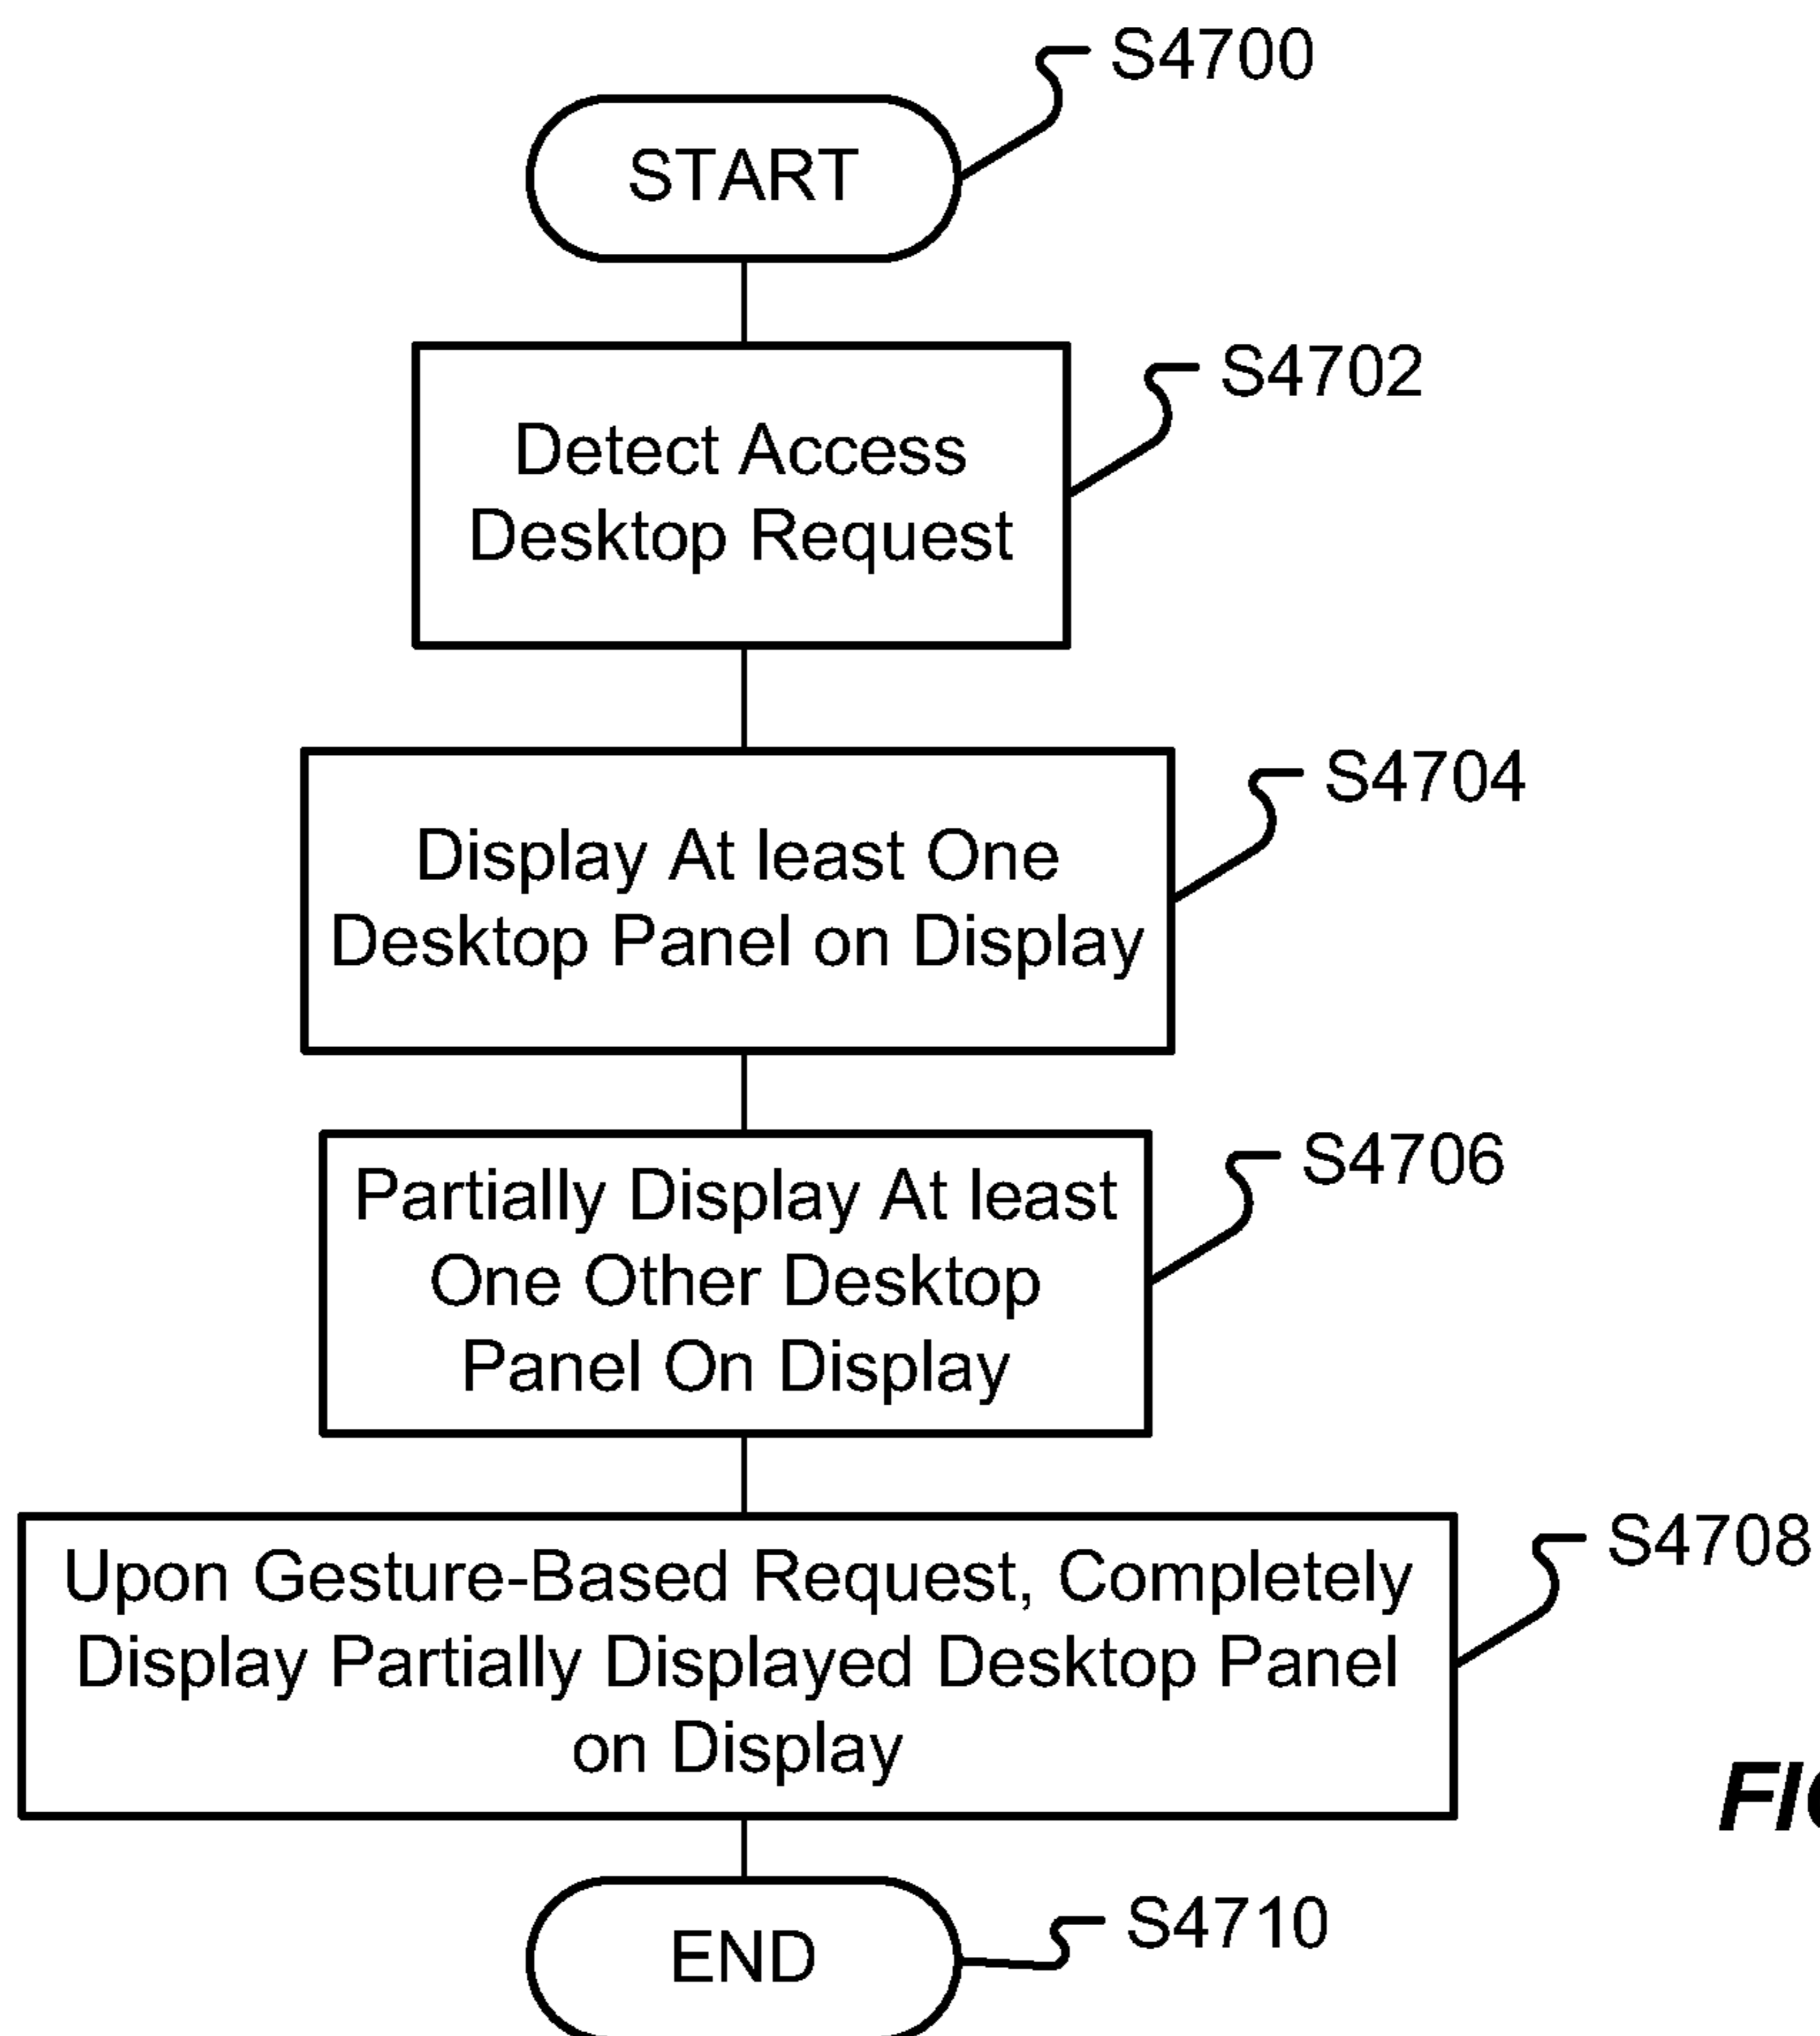 S4700
START
S4702
Detect Access
Desktop Request
S4704
Display At least One
Desktop Panel on Display
S4706
Partially Display At least
One Other Desktop
Panel On Display
S4708
Upon Gesture-Based Request, Completely
Display Partially Displayed Desktop Panel
on Display
S4710
END